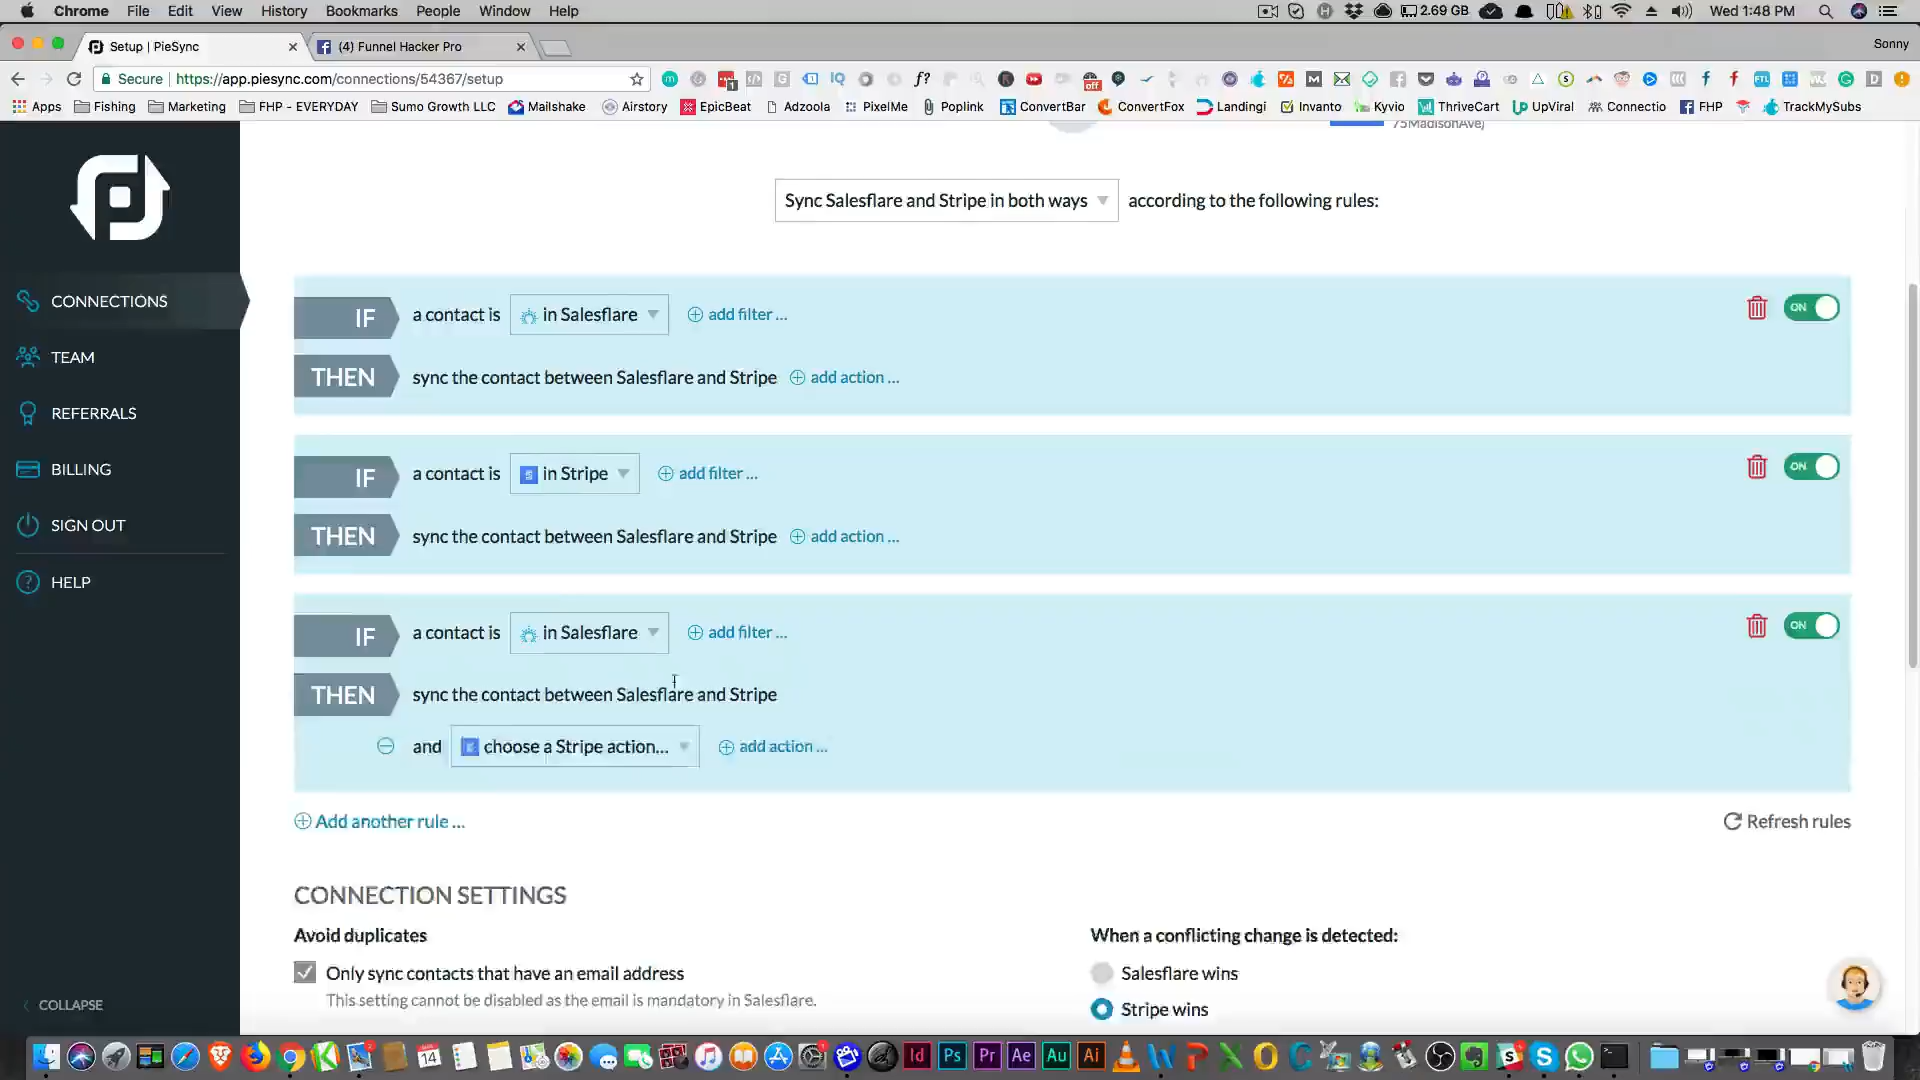 Chrome File Edit View History Bookmarks People Window Help 2.69 GB Wed 1:48 PM
Setup | PieSync (4) Funnel Hacker Pro Sonny
Secure https://app.piesync.com/connections/54367/setup
Apps Fishing Marketing FHP - EVERYDAY Sumo Growth LLC Mailshake Airstory EpicBeat Adzoola PixelMe Poplink ConvertBar ConvertFox Landingi Invanto Kyvio ThriveCart UpViral Connectio FHP TrackMySubs
75MadisonAve)
Sync Salesflare and Stripe in both ways according to the following rules:
CONNECTIONS
TEAM
REFERRALS
BILLING
SIGN OUT
HELP
COLLAPSE
IF a contact is in Salesflare add filter ... ON
THEN sync the contact between Salesflare and Stripe add action ...
IF a contact is in Stripe add filter ... ON
THEN sync the contact between Salesflare and Stripe add action ...
IF a contact is in Salesflare add filter ... ON
THEN sync the contact between Salesflare and Stripe
and choose a Stripe action... add action ...
Add another rule ... Refresh rules
CONNECTION SETTINGS
Avoid duplicates
Only sync contacts that have an email address
This setting cannot be disabled as the email is mandatory in Salesflare.
When a conflicting change is detected:
Salesflare wins
Stripe wins